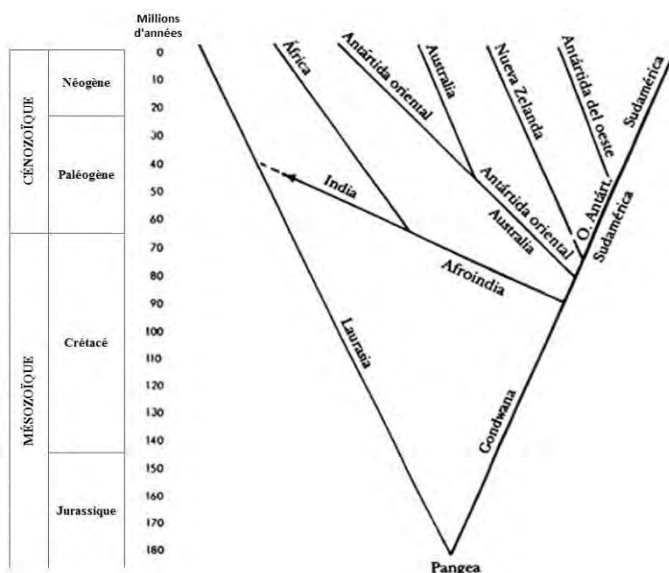 Millions
d'années
CÉNOZOÏQUE
MÉSOZOÏQUE
Néogène
Paléogène
Crétacé
Jurassique
0
10
20
30
40
50
60
70
80
90
100
110
120
130
140
150
160
170
180
África
Antártida oriental
Australia
Nueva Zelanda
Antártida del oeste
Sudamérica
India
Antártida oriental
Australia
O. Antárt.
Sudamérica
Afroindia
Laurasia
Gondwana
Pangea